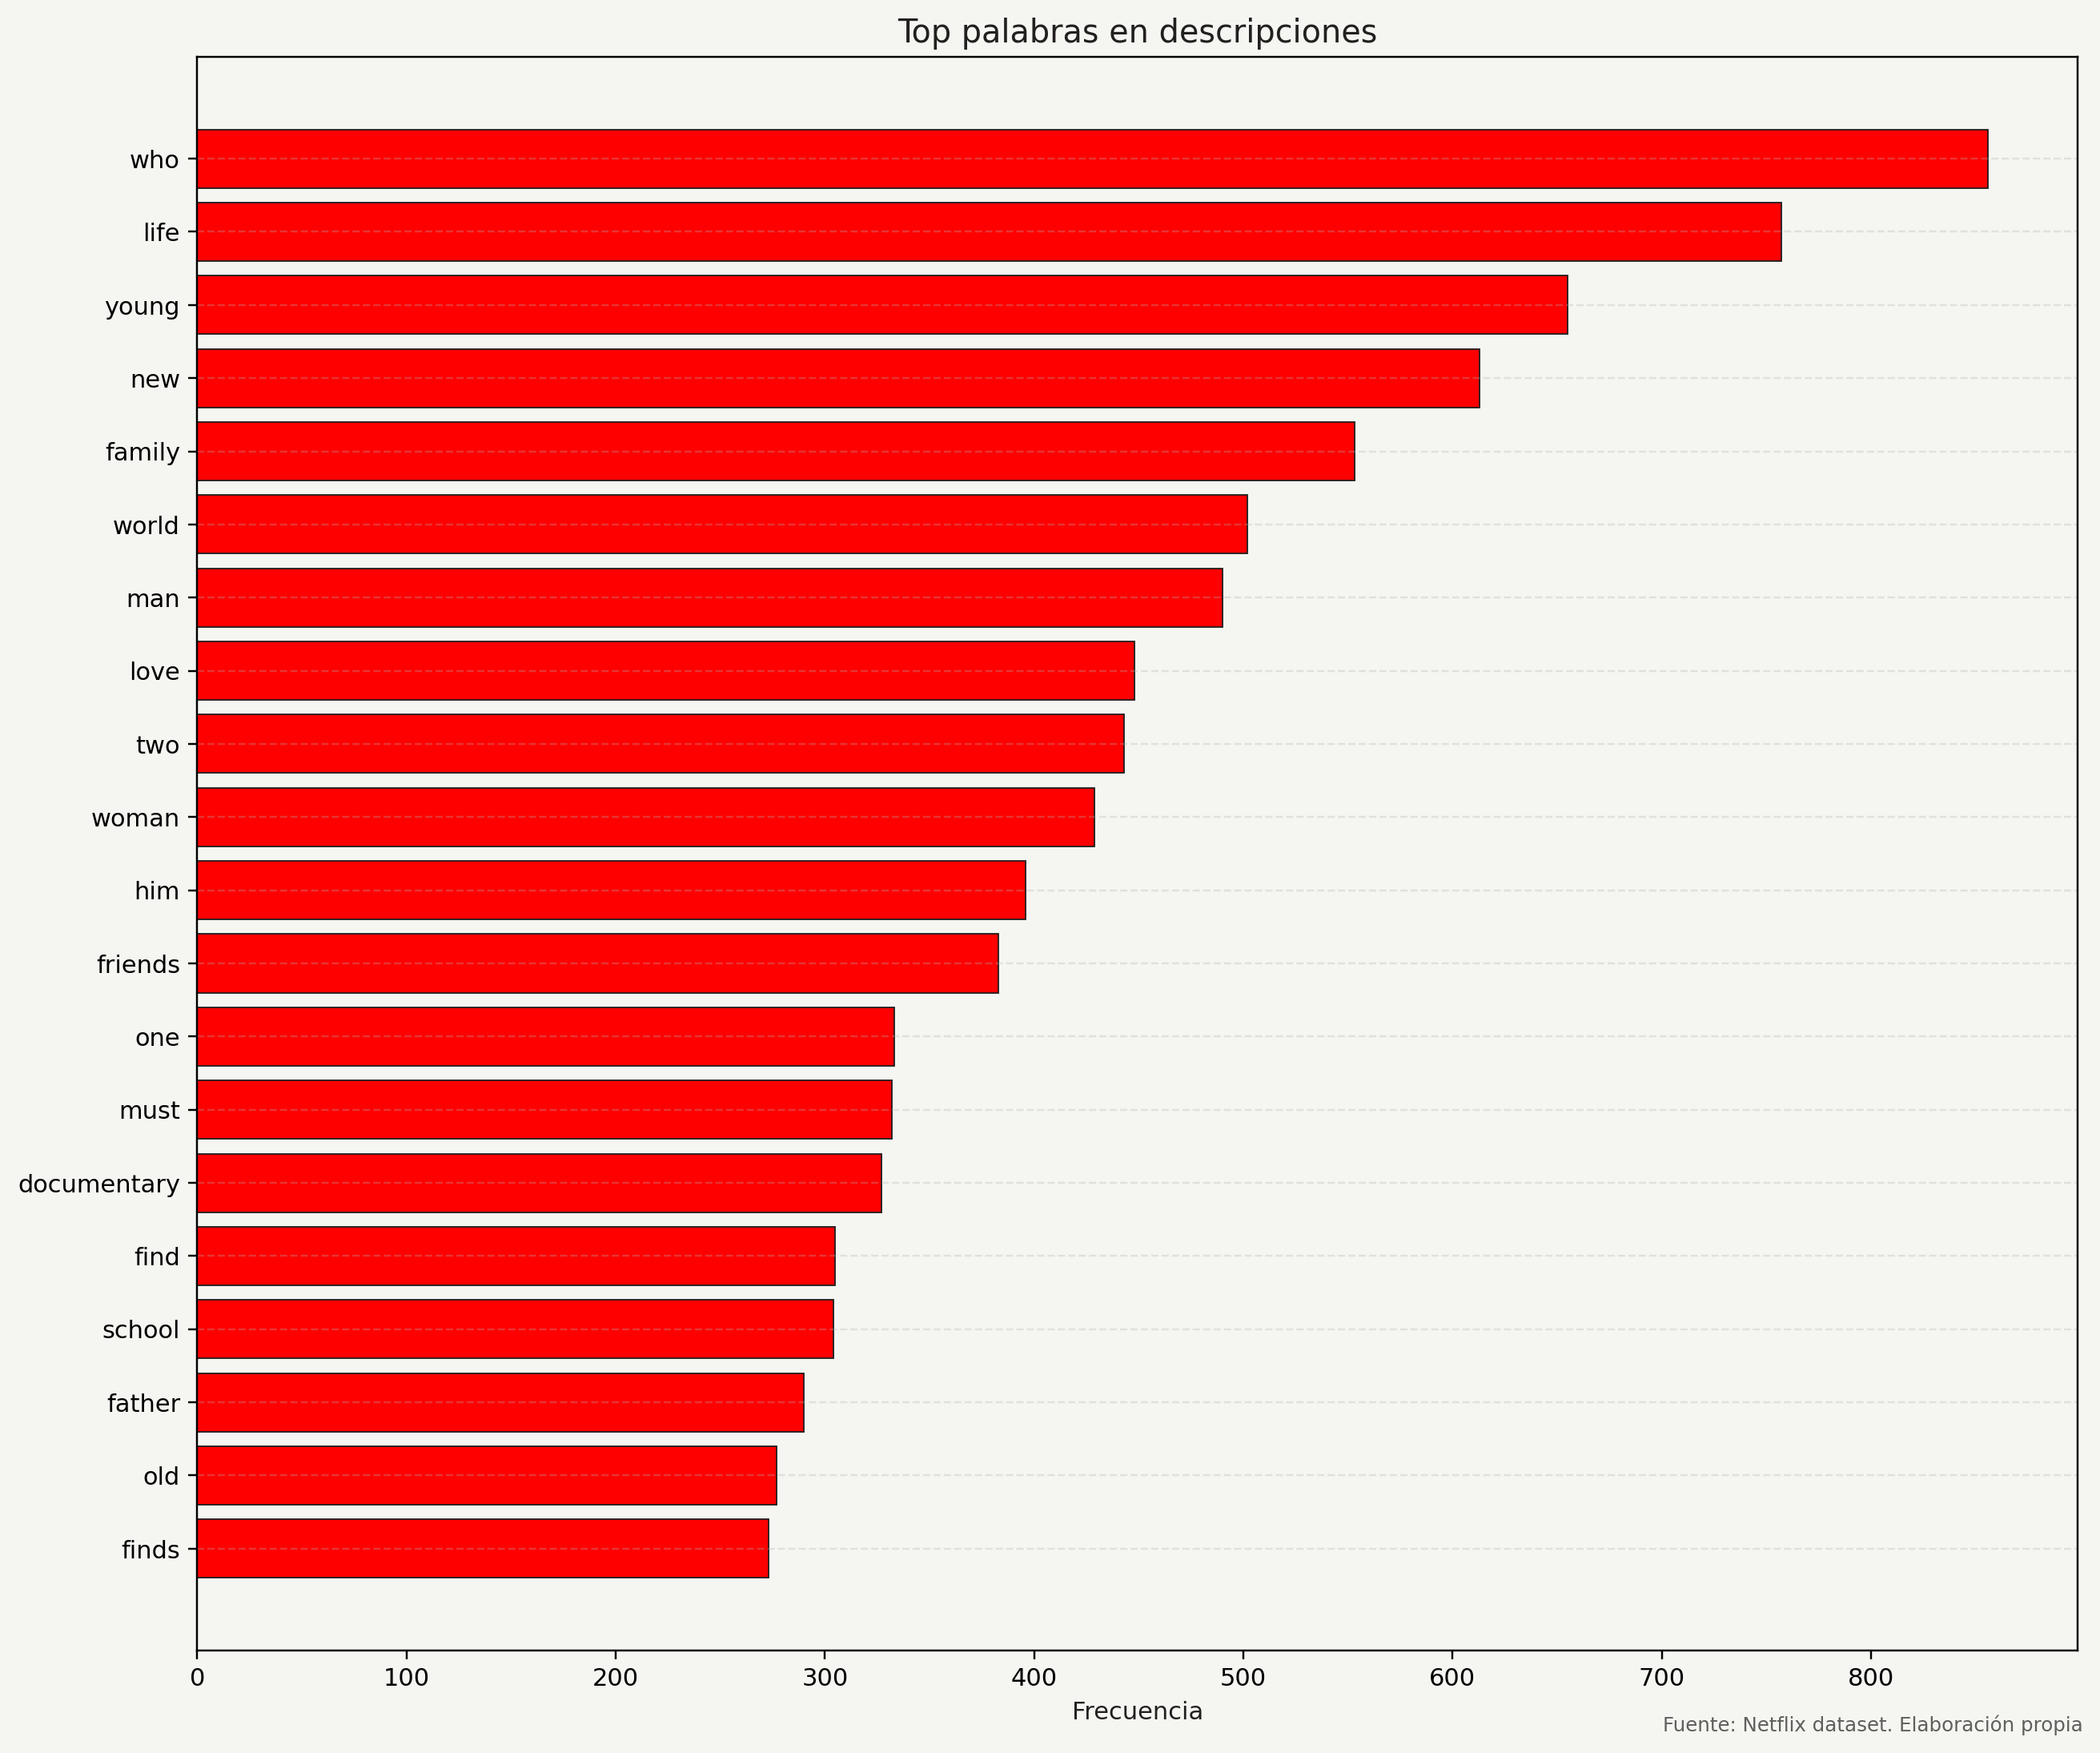 Top palabras en descripciones
who
life
young
new
family
world
man
love
two
woman
him
friends
one
must
documentary
find
school
father
old
finds
0 100 200 300 400 500 600 700 800
Frecuencia
Fuente: Netflix dataset. Elaboración propia